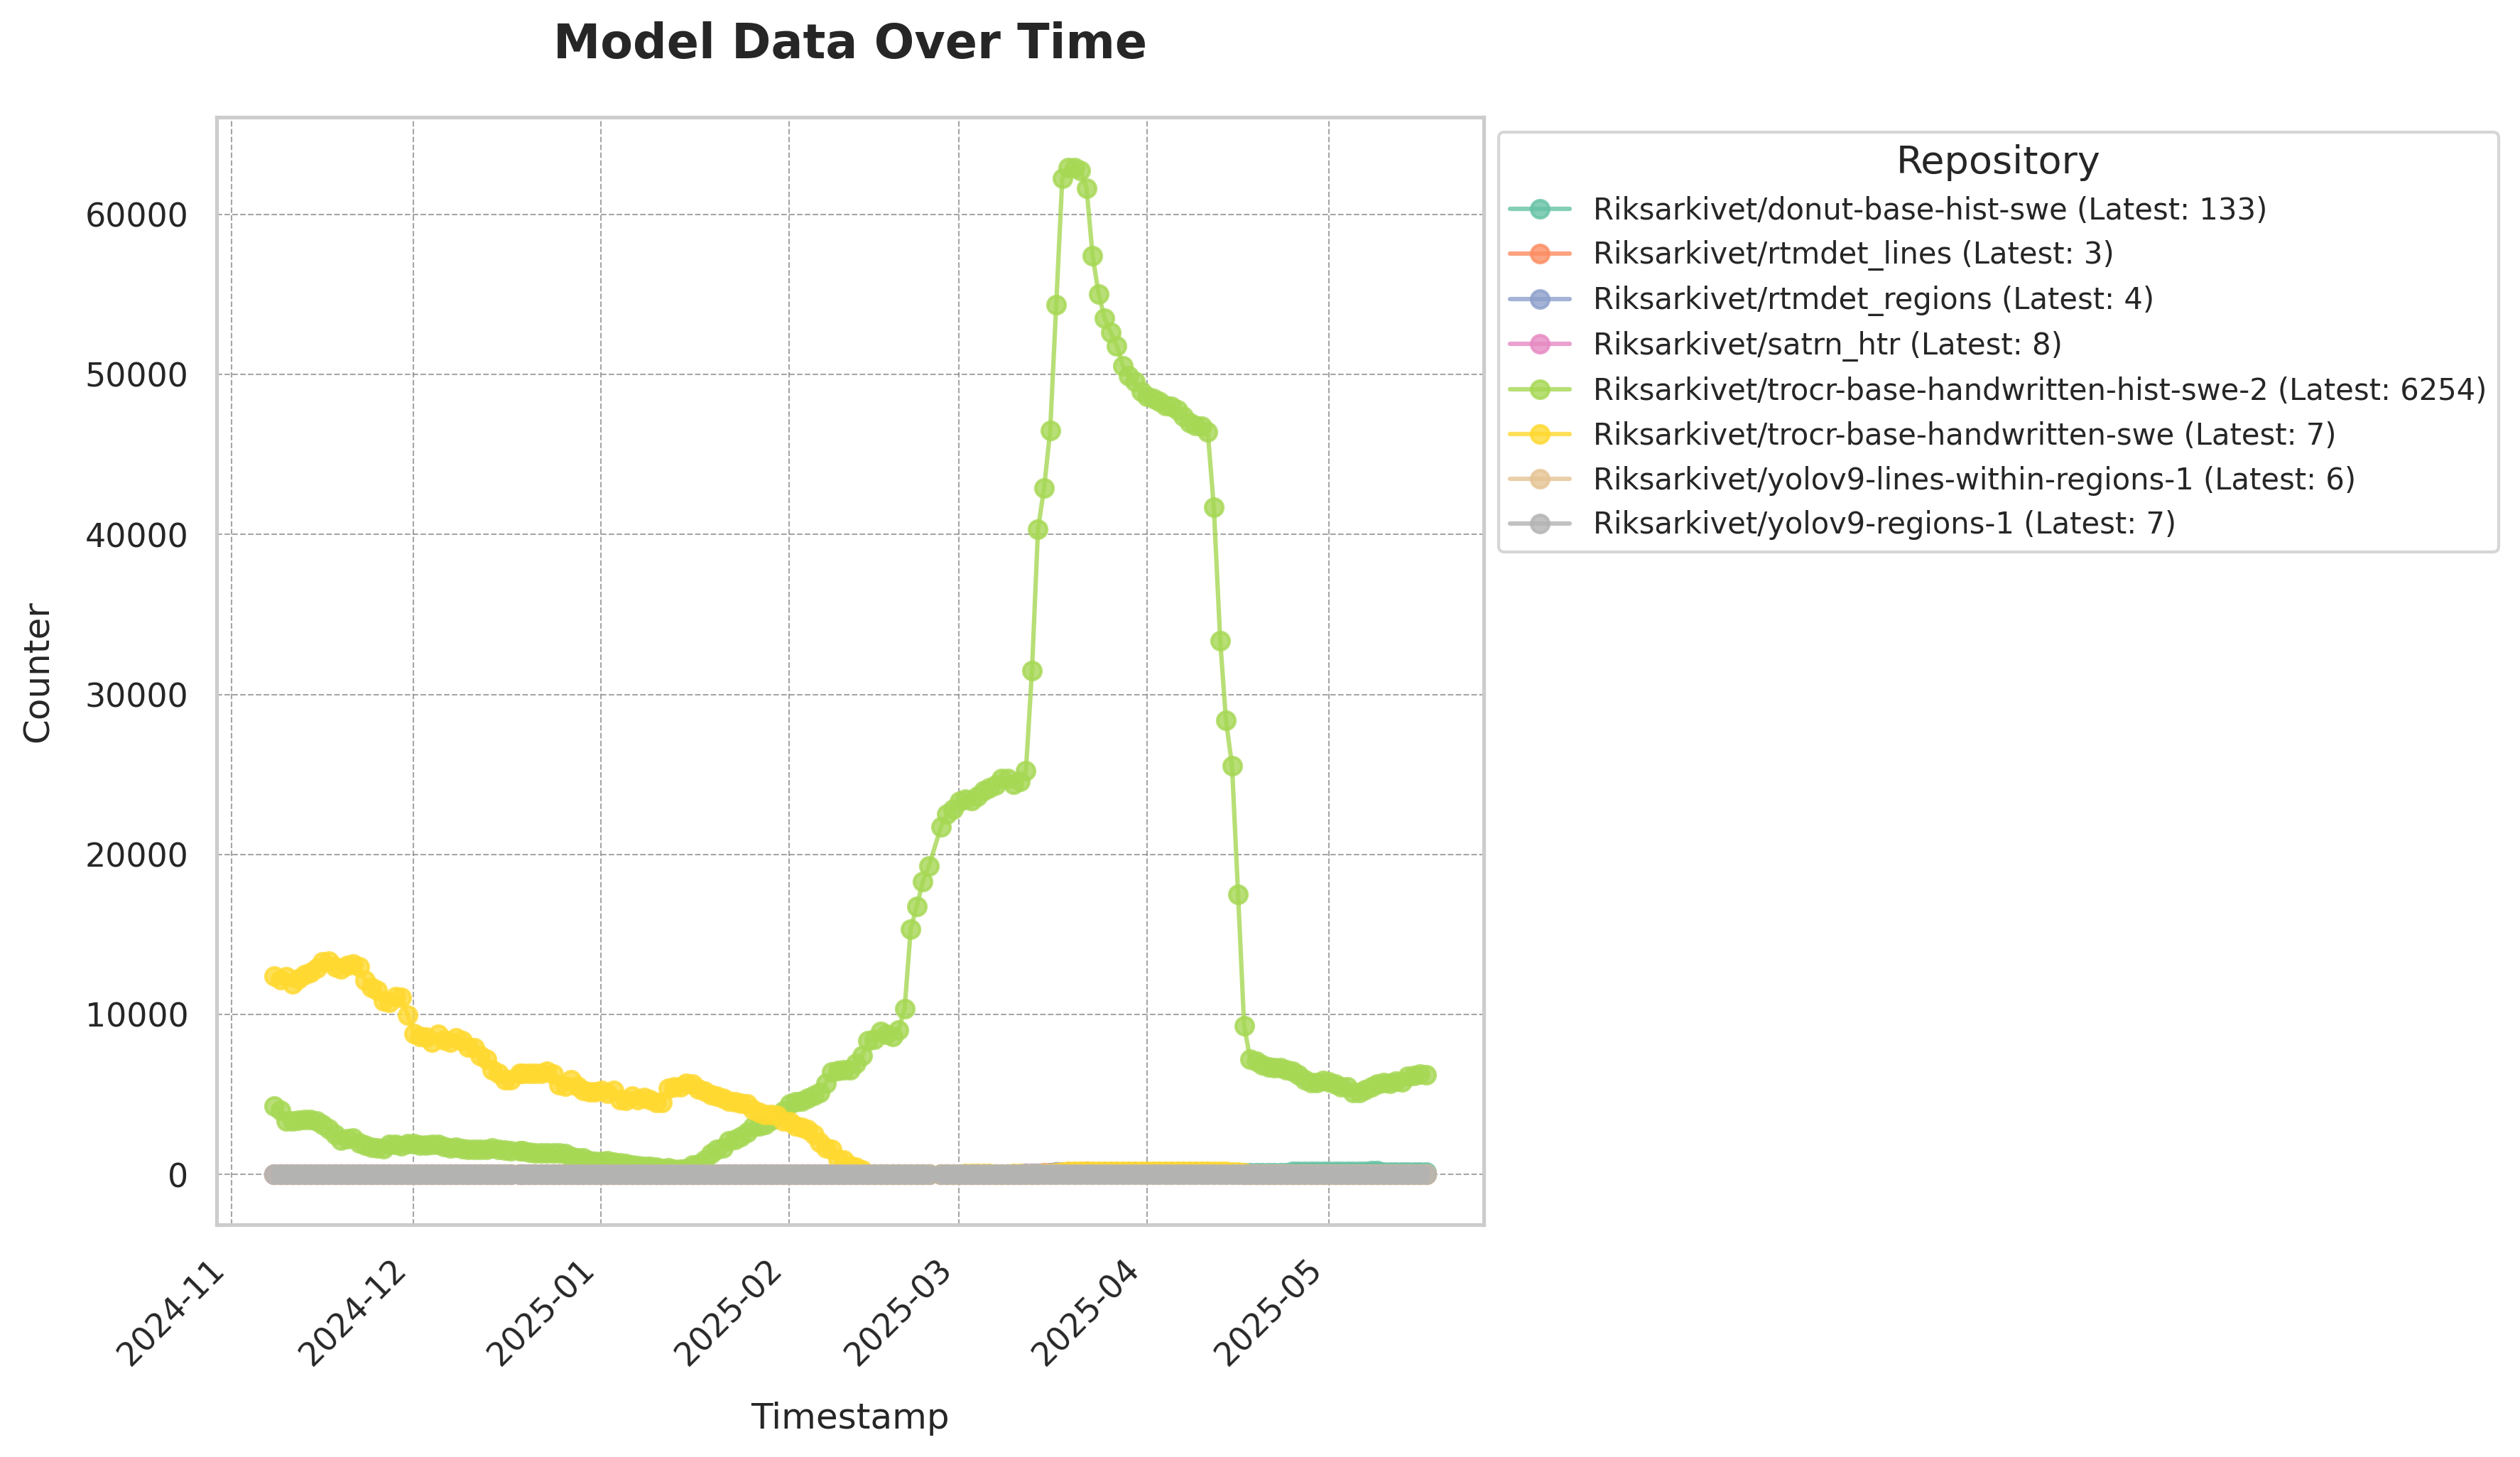 Model Data Over Time
Counter
60000
50000
40000
30000
20000
10000
0
2024-11
2024-12
2025-01
2025-02
2025-03
2025-04
2025-05
Timestamp
Repository
Riksarkivet/donut-base-hist-swe (Latest: 133)
Riksarkivet/rtmdet_lines (Latest: 3)
Riksarkivet/rtmdet_regions (Latest: 4)
Riksarkivet/satrn_htr (Latest: 8)
Riksarkivet/trocr-base-handwritten-hist-swe-2 (Latest: 6254)
Riksarkivet/trocr-base-handwritten-swe (Latest: 7)
Riksarkivet/yolov9-lines-within-regions-1 (Latest: 6)
Riksarkivet/yolov9-regions-1 (Latest: 7)